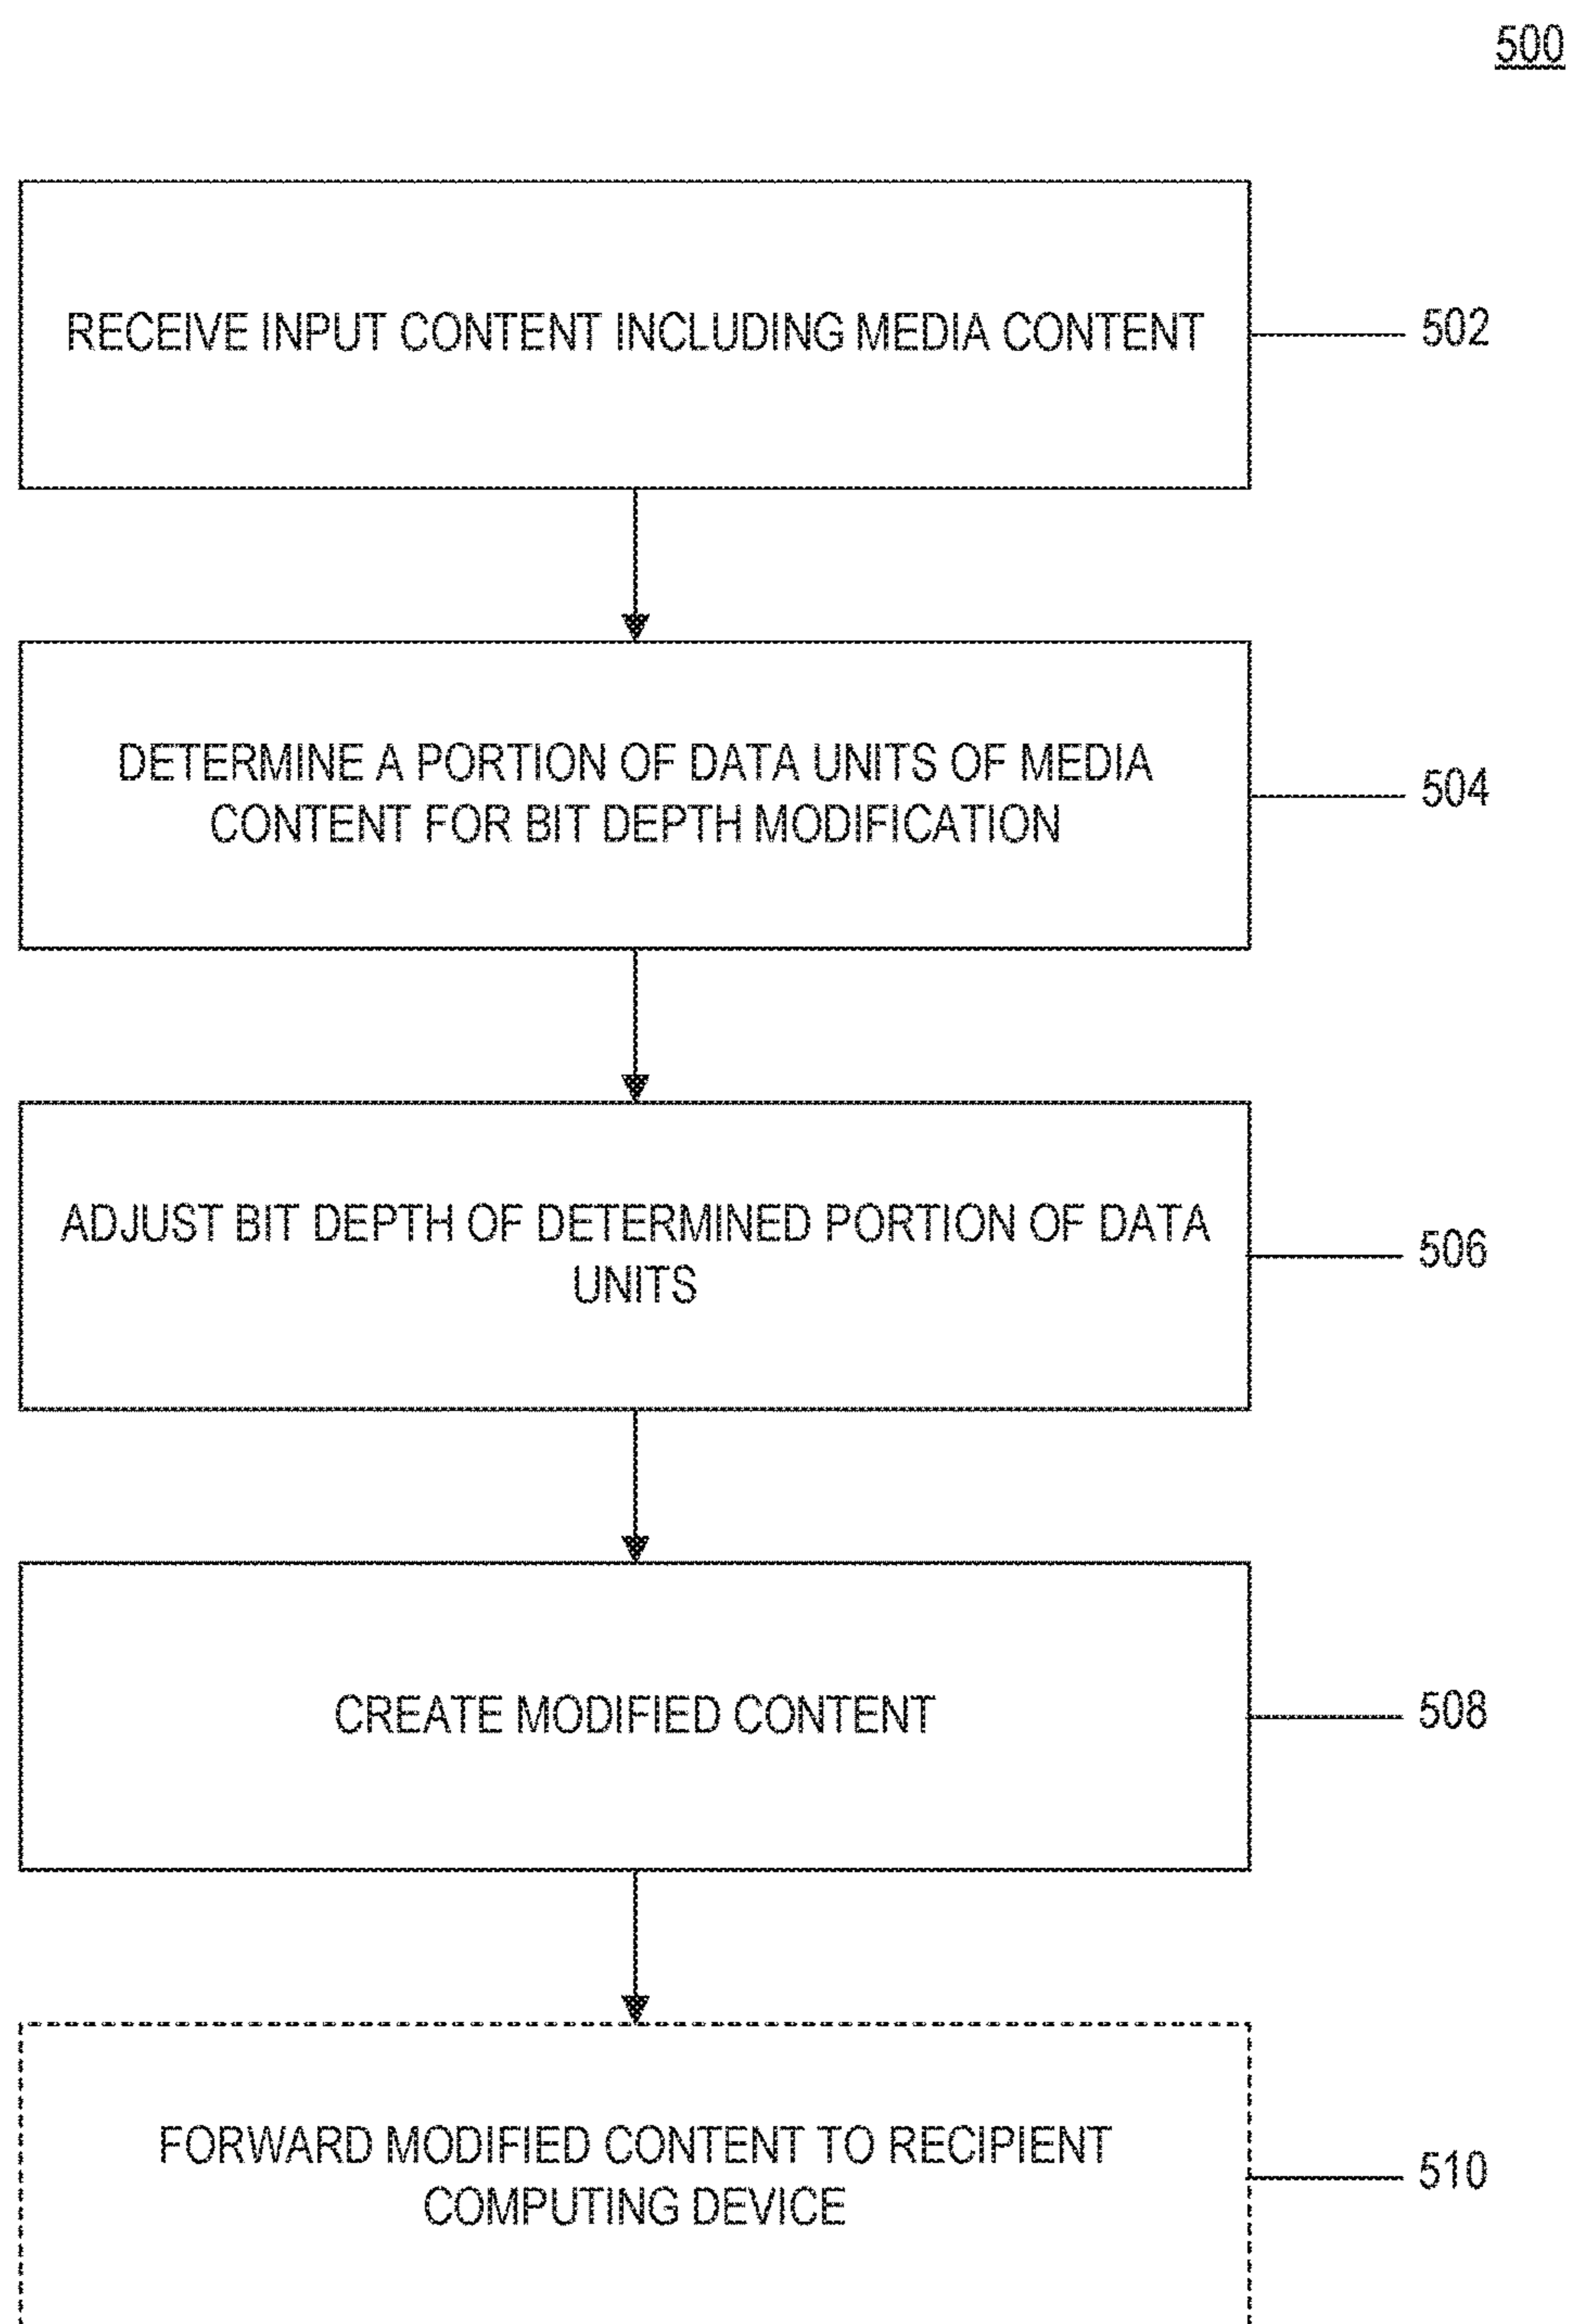 500
RECEIVE INPUT CONTENT INCLUDING MEDIA CONTENT
502
DETERMINE A PORTION OF DATA UNITS OF MEDIA
CONTENT FOR BIT DEPTH MODIFICATION
504
ADJUST BIT DEPTH OF DETERMINED PORTION OF DATA
UNITS
506
CREATE MODIFIED CONTENT
508
FORWARD MODIFIED CONTENT TO RECIPIENT
COMPUTING DEVICE
510